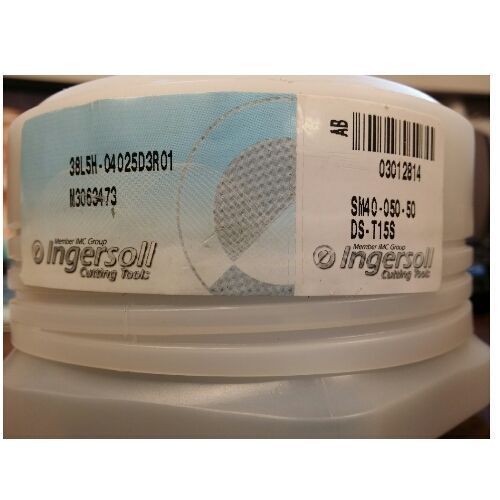 38L5H-04025D3R01
M3063473
Member IMC Group
Ingersoll
Cutting Tools
AB
03012814
SM40-050-50
DS-T15S
Member IMC Group
Ingersoll
Cutting Tools